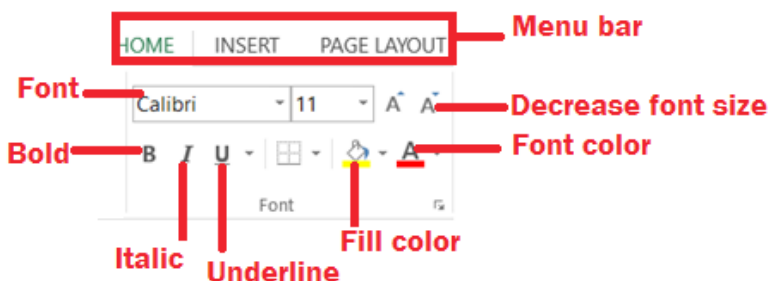 Menu bar
HOME INSERT PAGE LAYOUT
Font
Calibri 11 A A
Decrease font size
Bold
B I U A
Font color
Font
Fill color
Italic
Underline